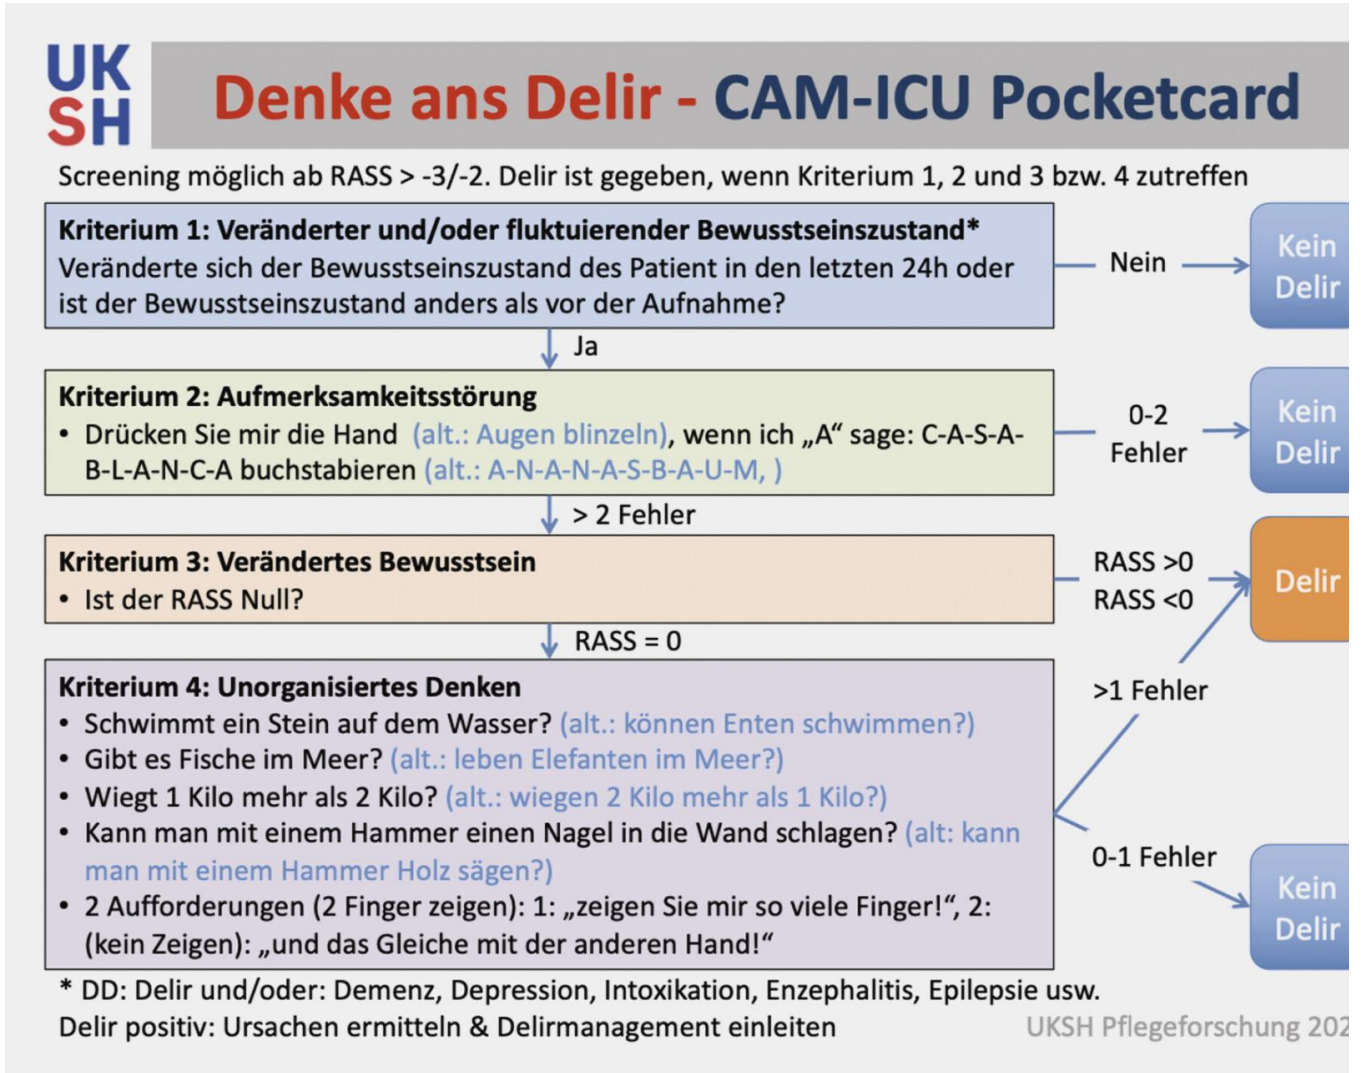 UK
SH
Denke ans Delir - CAM-ICU Pocketcard
Screening möglich ab RASS > -3/-2. Delir ist gegeben, wenn Kriterium 1, 2 und 3 bzw. 4 zutreffen
Kriterium 1: Veränderter und/oder fluktuierender Bewusstseinszustand*
Veränderte sich der Bewusstseinszustand des Patient in den letzten 24h oder
ist der Bewusstseinszustand anders als vor der Aufnahme?
Nein
Kein
Delir
Ja
Kriterium 2: Aufmerksamkeitsstörung
• Drücken Sie mir die Hand (alt.: Augen blinzeln), wenn ich „A“ sage: C-A-S-A-
B-L-A-N-C-A buchstabieren (alt.: A-N-A-N-A-S-B-A-U-M, )
0-2
Fehler
Kein
Delir
> 2 Fehler
Kriterium 3: Verändertes Bewusstsein
• Ist der RASS Null?
RASS >0
RASS <0
Delir
RASS = 0
Kriterium 4: Unorganisiertes Denken
• Schwimmt ein Stein auf dem Wasser? (alt.: können Enten schwimmen?)
• Gibt es Fische im Meer? (alt.: leben Elefanten im Meer?)
• Wiegt 1 Kilo mehr als 2 Kilo? (alt.: wiegen 2 Kilo mehr als 1 Kilo?)
• Kann man mit einem Hammer einen Nagel in die Wand schlagen? (alt: kann
man mit einem Hammer Holz sägen?)
• 2 Aufforderungen (2 Finger zeigen): 1: „zeigen Sie mir so viele Finger!“, 2:
(kein Zeigen): „und das Gleiche mit der anderen Hand!“
>1 Fehler
0-1 Fehler
Kein
Delir
* DD: Delir und/oder: Demenz, Depression, Intoxikation, Enzephalitis, Epilepsie usw.
Delir positiv: Ursachen ermitteln & Delirmanagement einleiten
UKSH Pflegeforschung 202